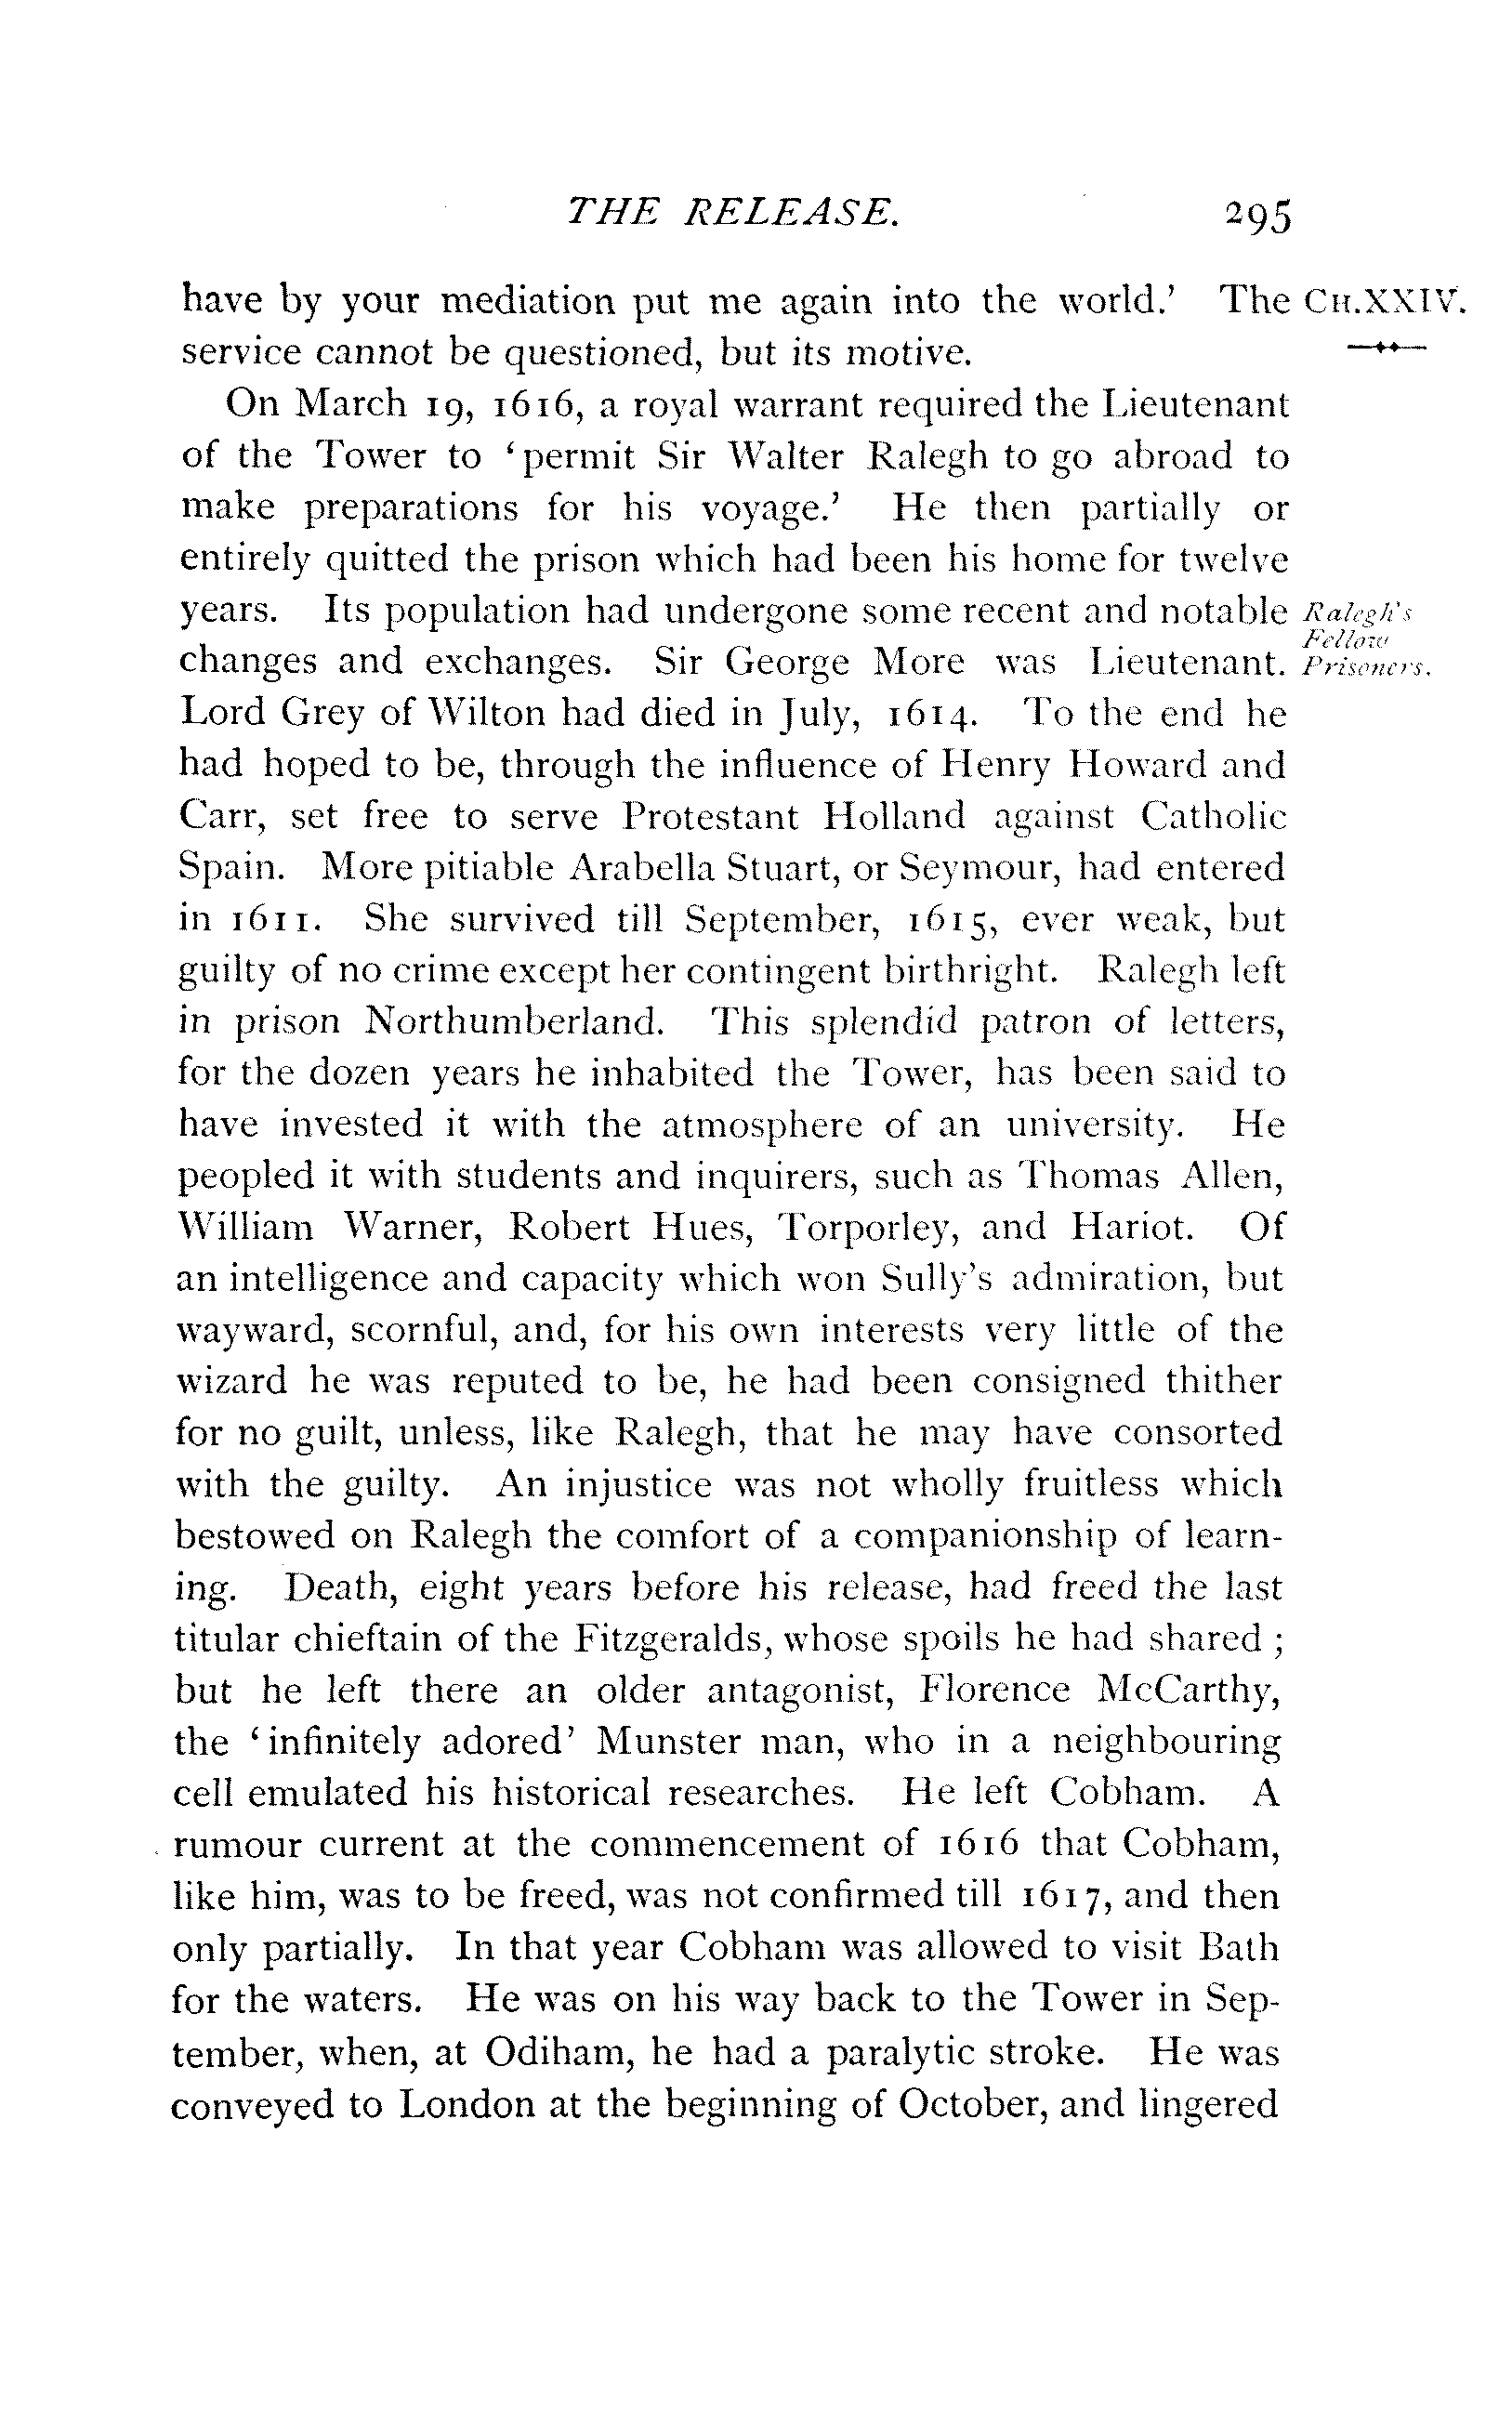 THE RELEASE. 295
have by your mediation put me again into the world.' The CH.XXIV.
service cannot be questioned, but its motive.
On March 19, 1616, a royal warrant required the Lieutenant
of the Tower to 'permit Sir Walter Ralegh to go abroad to
make preparations for his voyage.' He then partially or
entirely quitted the prison which had been his home for twelve
years. Its population had undergone some recent and notable
Ralegh's
Fellow
Prisoners.
changes and exchanges. Sir George More was Lieutenant.
Lord Grey of Wilton had died in July, 1614. To the end he
had hoped to be, through the influence of Henry Howard and
Carr, set free to serve Protestant Holland against Catholic
Spain. More pitiable Arabella Stuart, or Seymour, had entered
in 1611. She survived till September, 1615, ever weak, but
guilty of no crime except her contingent birthright. Ralegh left
in prison Northumberland. This splendid patron of letters,
for the dozen years he inhabited the Tower, has been said to
have invested it with the atmosphere of an university. He
peopled it with students and inquirers, such as Thomas Allen,
William Warner, Robert Hues, Torporley, and Hariot. Of
an intelligence and capacity which won Sully's admiration, but
wayward, scornful, and, for his own interests very little of the
wizard he was reputed to be, he had been consigned thither
for no guilt, unless, like Ralegh, that he may have consorted
with the guilty. An injustice was not wholly fruitless which
bestowed on Ralegh the comfort of a companionship of learn-
ing. Death, eight years before his release, had freed the last
titular chieftain of the Fitzgeralds, whose spoils he had shared ;
but he left there an older antagonist, Florence McCarthy,
the 'infinitely adored' Munster man, who in a neighbouring
cell emulated his historical researches. He left Cobham. A
rumour current at the commencement of 1616 that Cobham,
like him, was to be freed, was not confirmed till 1617, and then
only partially. In that year Cobham was allowed to visit Bath
for the waters. He was on his way back to the Tower in Sep-
tember, when, at Odiham, he had a paralytic stroke. He was
conveyed to London at the beginning of October, and lingered